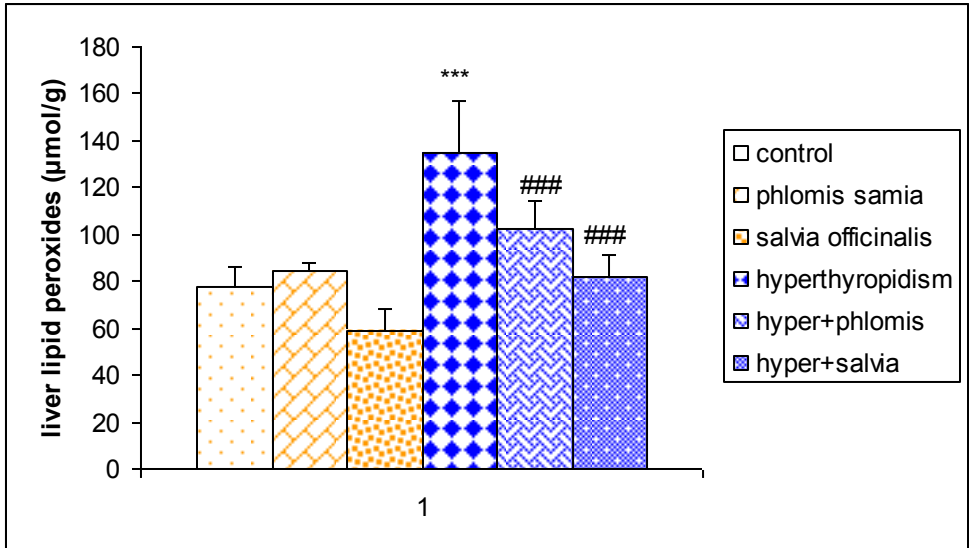 liver lipid peroxides (µmol/g)
180
160
140
120
100
80
60
40
20
0
***
###
###
1
control
phlomis samia
salvia officinalis
hyperthyropidism
hyper+phlomis
hyper+salvia